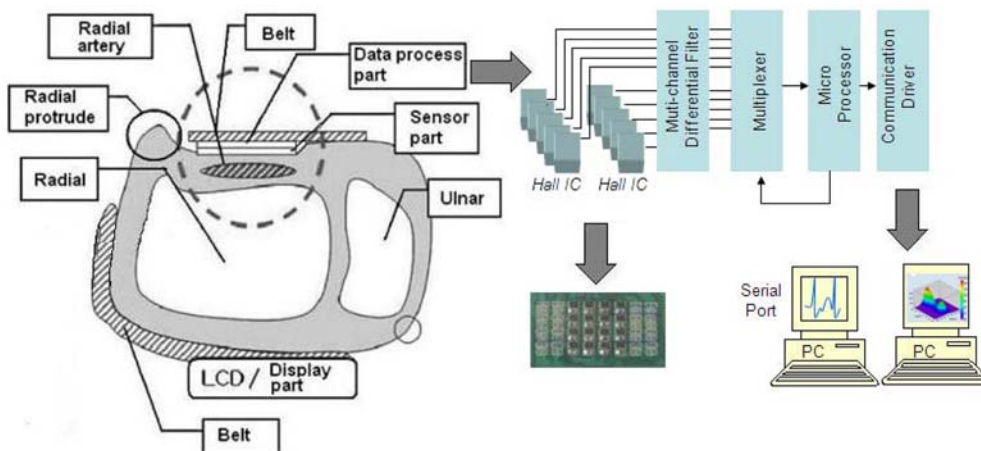 Radial
artery
Belt
Data process
part
Radial
protrude
Sensor
part
Radial
Ulnar
LCD / Display
part
Belt
Hall IC
Hall IC
Muti-channel
Differential Filter
Multiplexer
Micro
Processor
Communication
Driver
Serial
Port
PC
PC